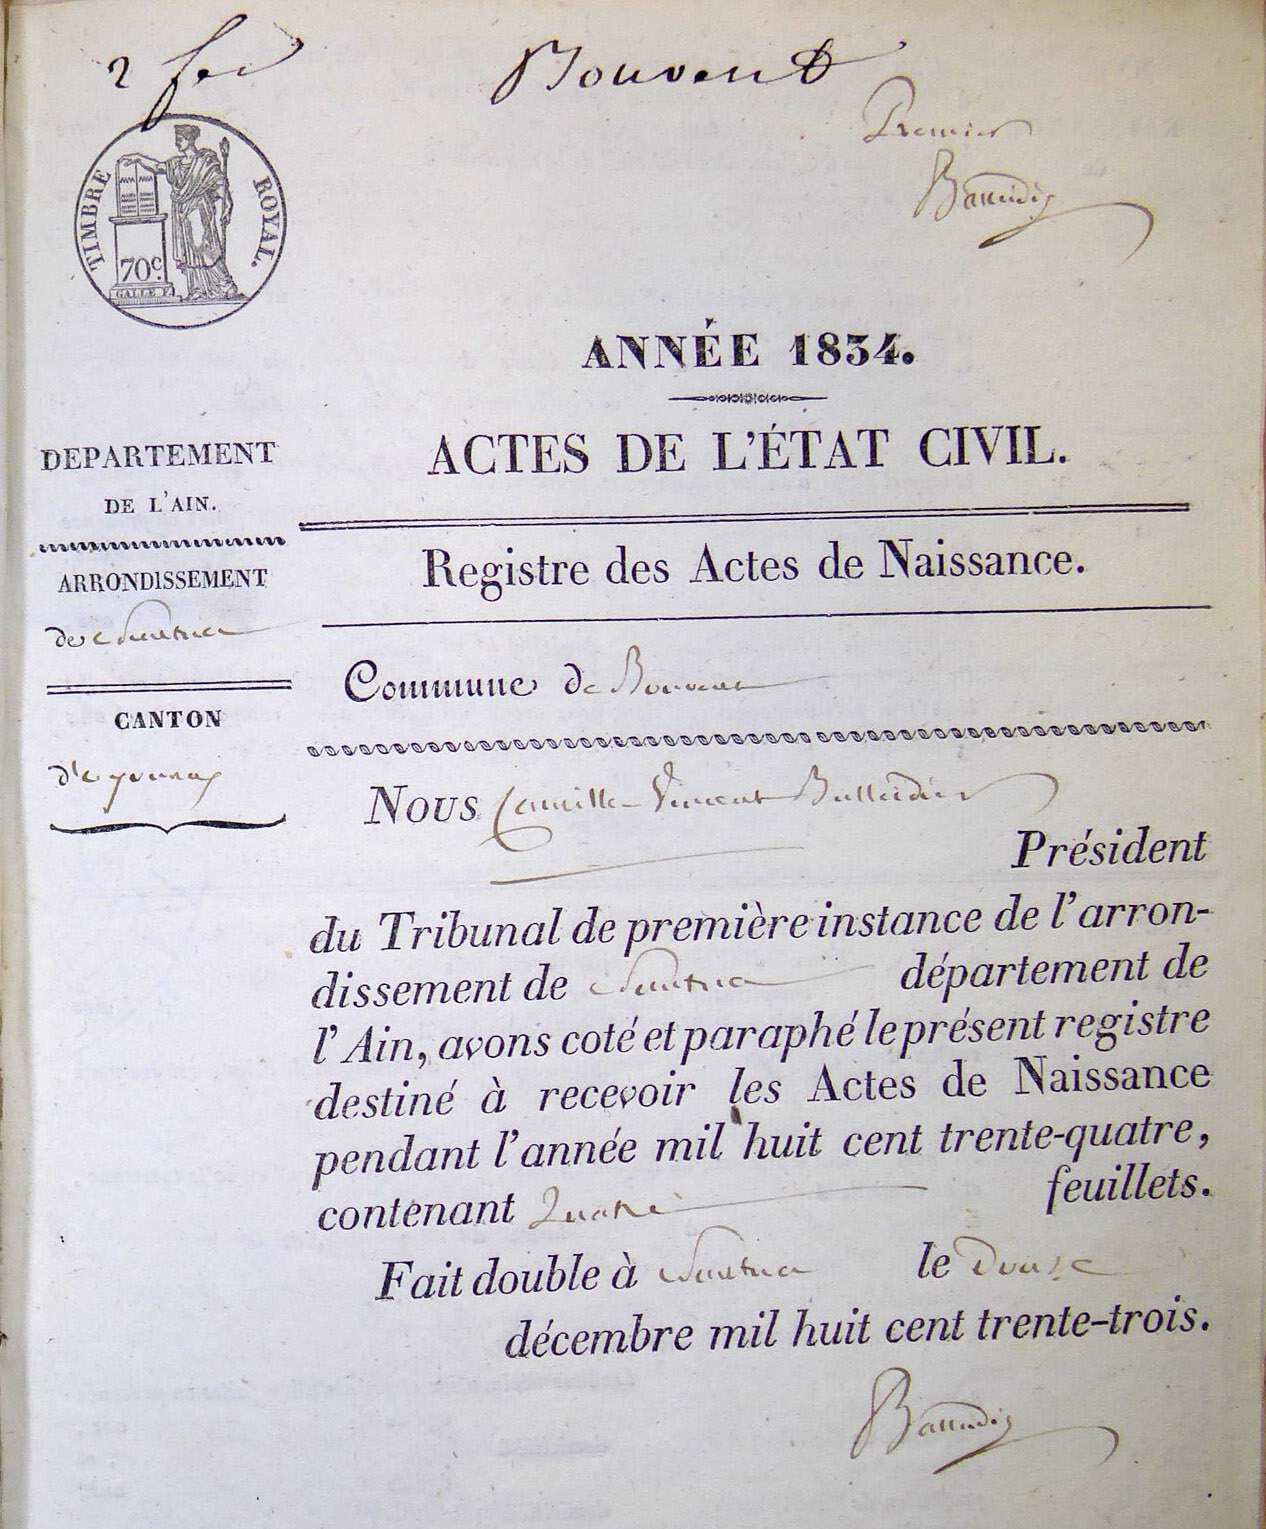 2 
Bouvent
Premier
TIMBRE ROYAL.
70c.
GALLE F.
ANNÉE 1834.
ACTES DE L'ÉTAT CIVIL.
DEPARTEMENT
DE L'AIN.
ARRONDISSEMENT
de Nantua
CANTON
d'oyonnax
Registre des Actes de Naissance.
Commune de Bouvent
Nous Camille Vincent
Président
du Tribunal de première instance de l'arron-
dissement de Nantua département de
l'Ain, avons coté et paraphé le présent registre
destiné à recevoir les Actes de Naissance
pendant l'année mil huit cent trente-quatre,
contenant Quatre feuillets.
Fait double à Nantua le Douze
décembre mil huit cent trente-trois.